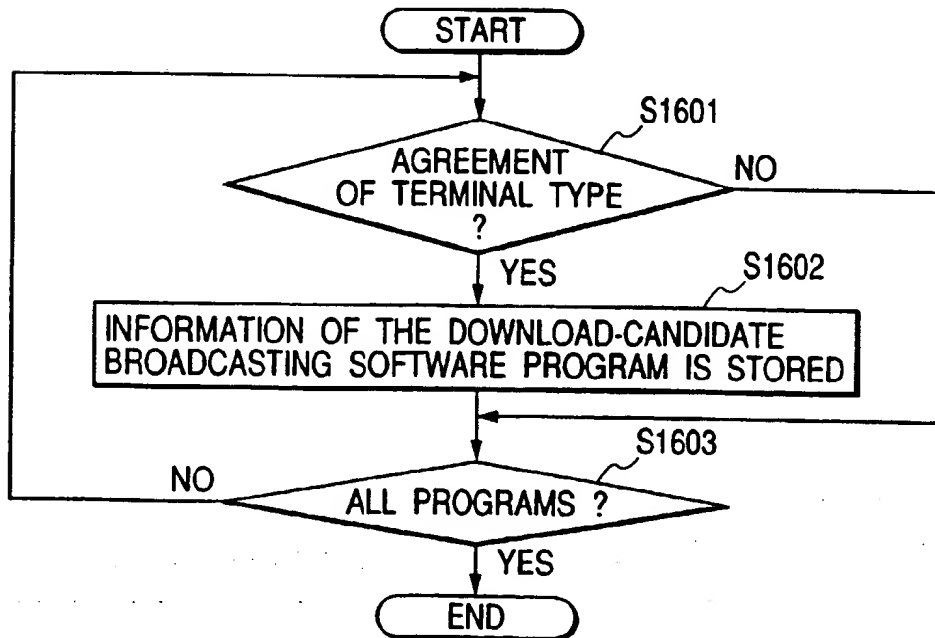 START
S1601
AGREEMENT
OF TERMINAL TYPE
?
NO
YES
S1602
INFORMATION OF THE DOWNLOAD-CANDIDATE
BROADCASTING SOFTWARE PROGRAM IS STORED
S1603
NO
ALL PROGRAMS ?
YES
END